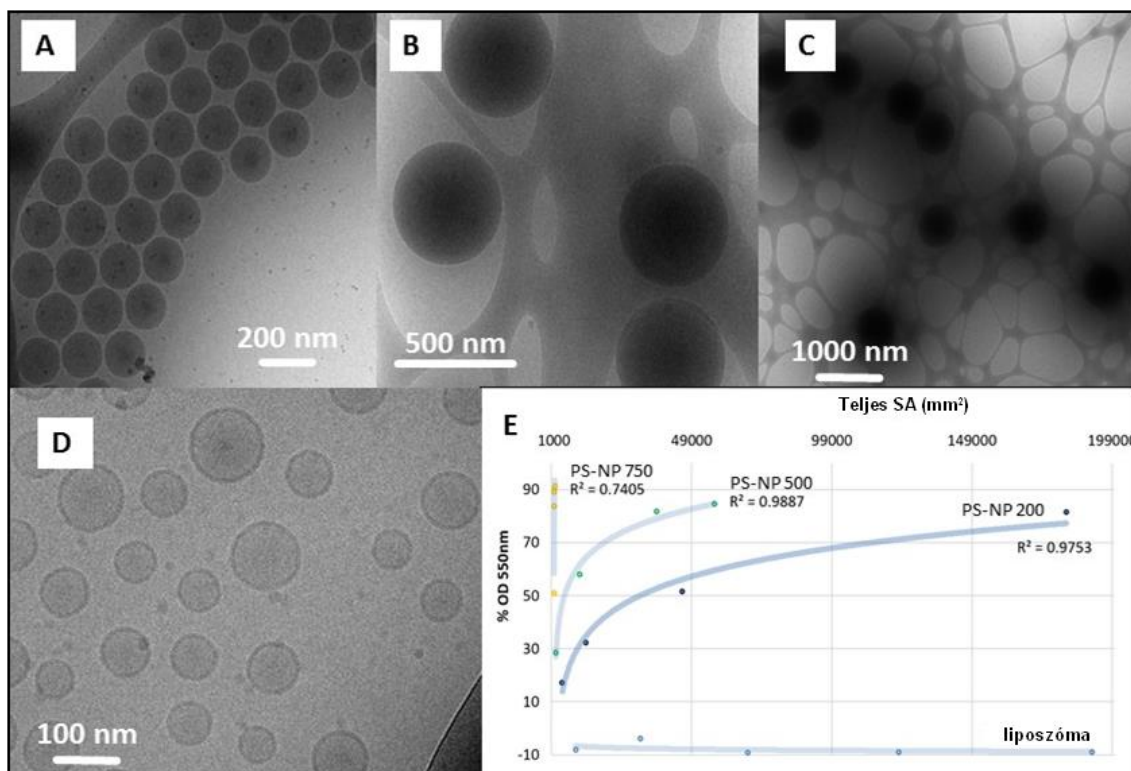 A
B
C
200 nm
500 nm
1000 nm
D
100 nm
E
Teljes SA (mm²)
1000 49000 99000 149000 199000
PS-NP 750
R² = 0.7405
PS-NP 500
R² = 0.9887
PS-NP 200
R² = 0.9753
% OD 550nm
90
70
50
30
10
-10
liposzóma